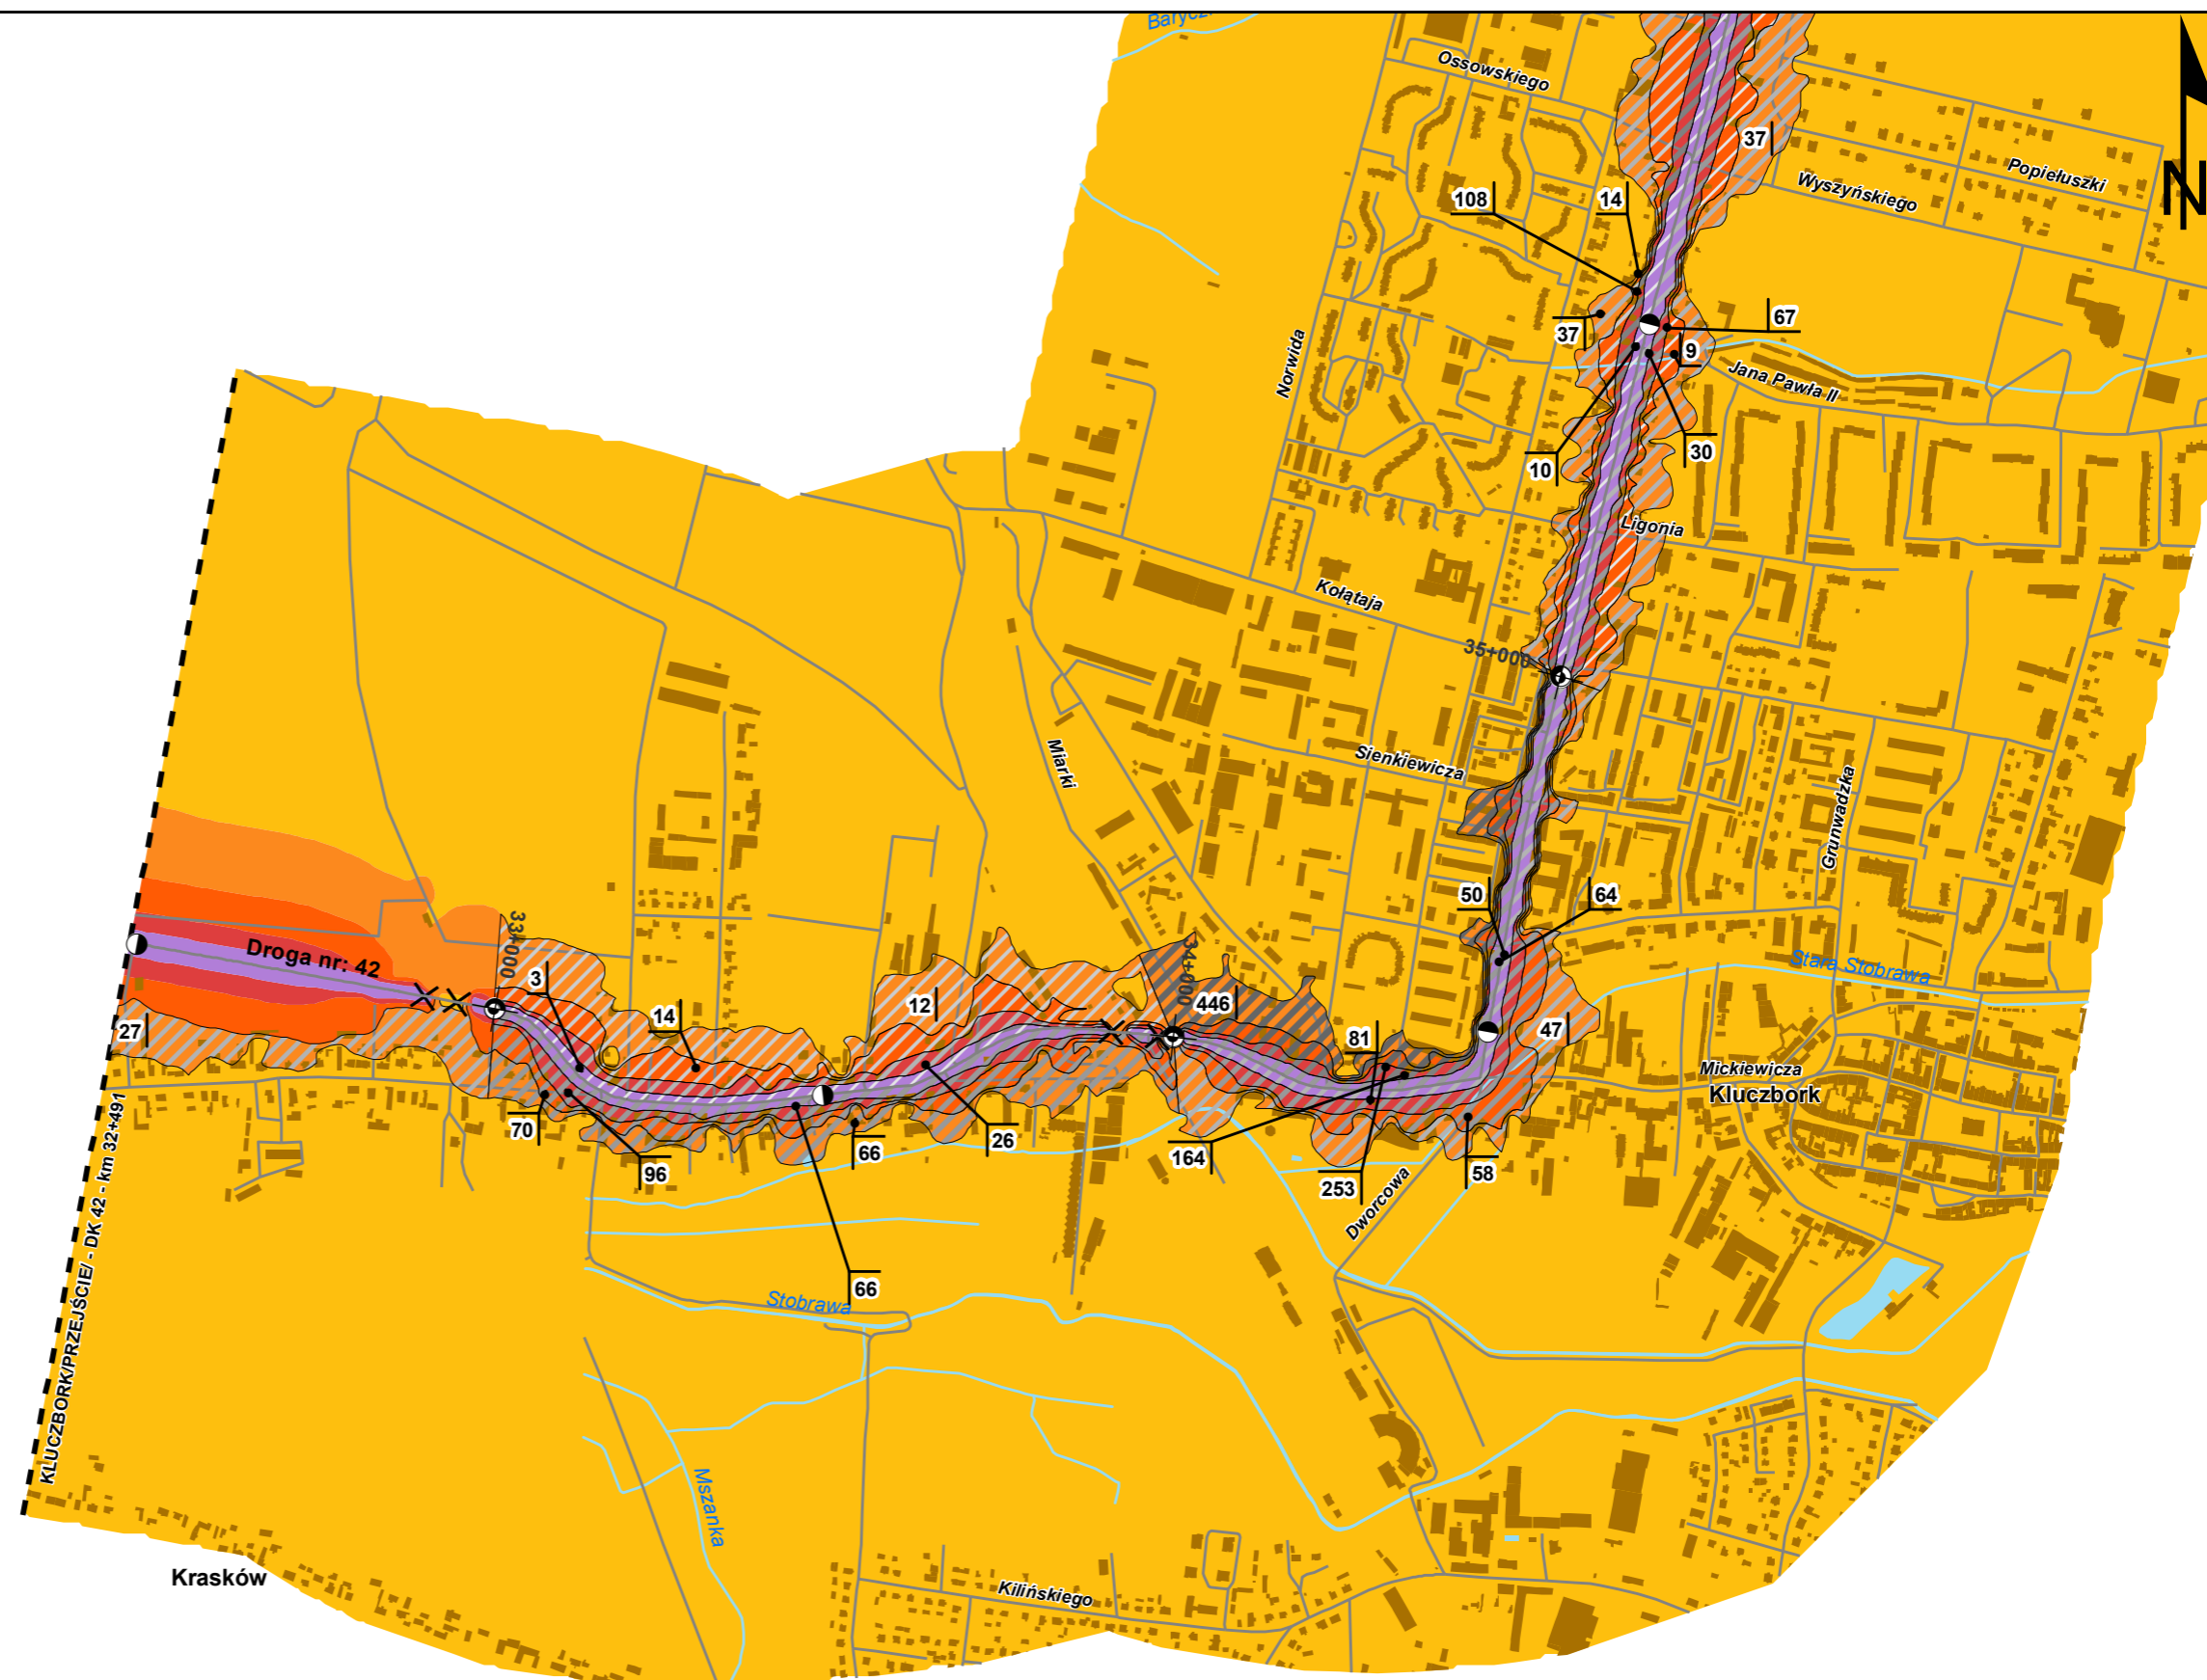 Ossowskiego
37
Popiełuszki
Wyszyńskiego
N
108
14
67
37
9
Jana Pawła II
Norwida
10
30
Ligonia
Kołątaja
35+000
Miarki
Sienkiewicza
Grunwadzka
50
64
33+000
Droga nr: 42
34+000
Stara Stobrawa
3
14
12
446
27
81
47
Mickiewicza
Kluczbork
70
96
66
26
164
253
58
Dworcowa
66
Stobrawa
KLUCZBORK/PRZEJŚCIE/ - DK 42 - km 32+491
Mszanka
Krasków
Kilińskiego